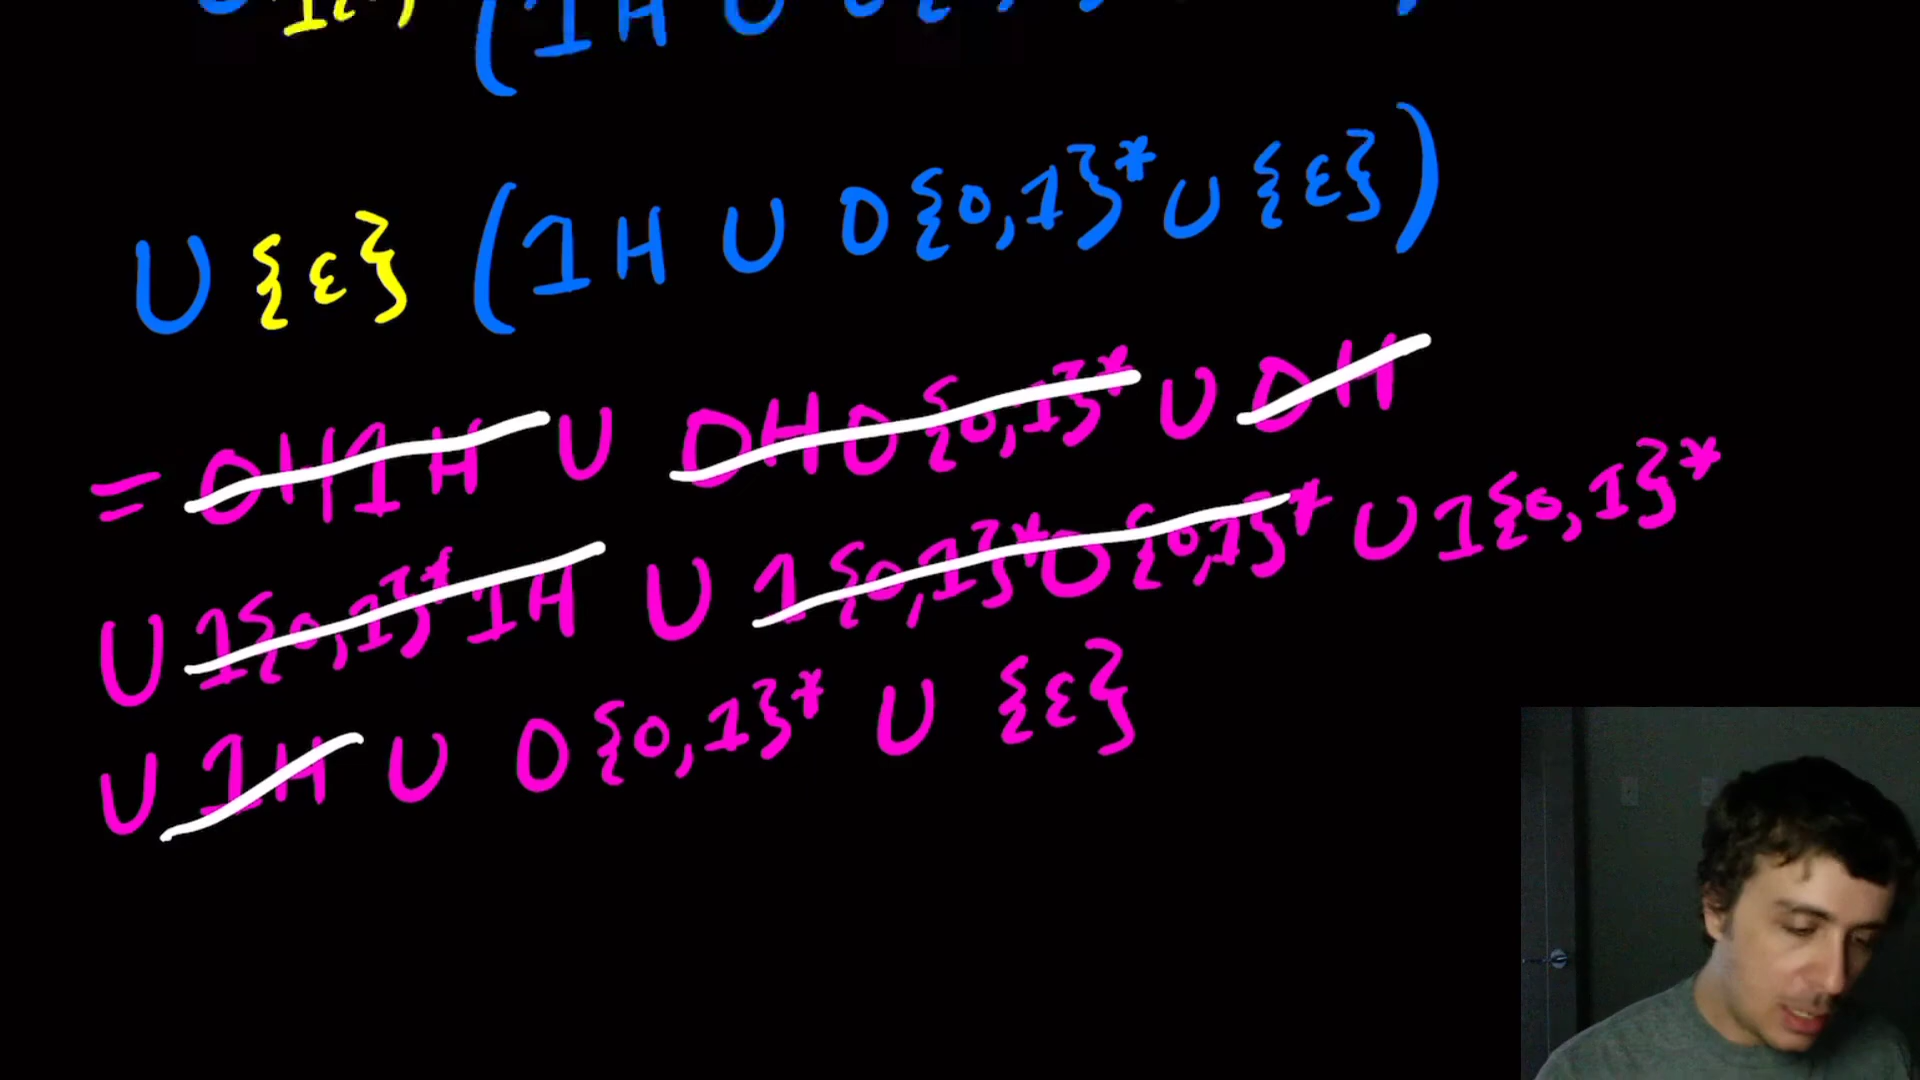 (1H U
U {ε} (1H U 0{0,1}* U {ε})
= 0H1H U 0H0{0,1}* U 0H
U 1{0,1}*1H U 1{0,1}*0{0,1}* U 1{0,1}*
U 1H U 0{0,1}* U {ε}